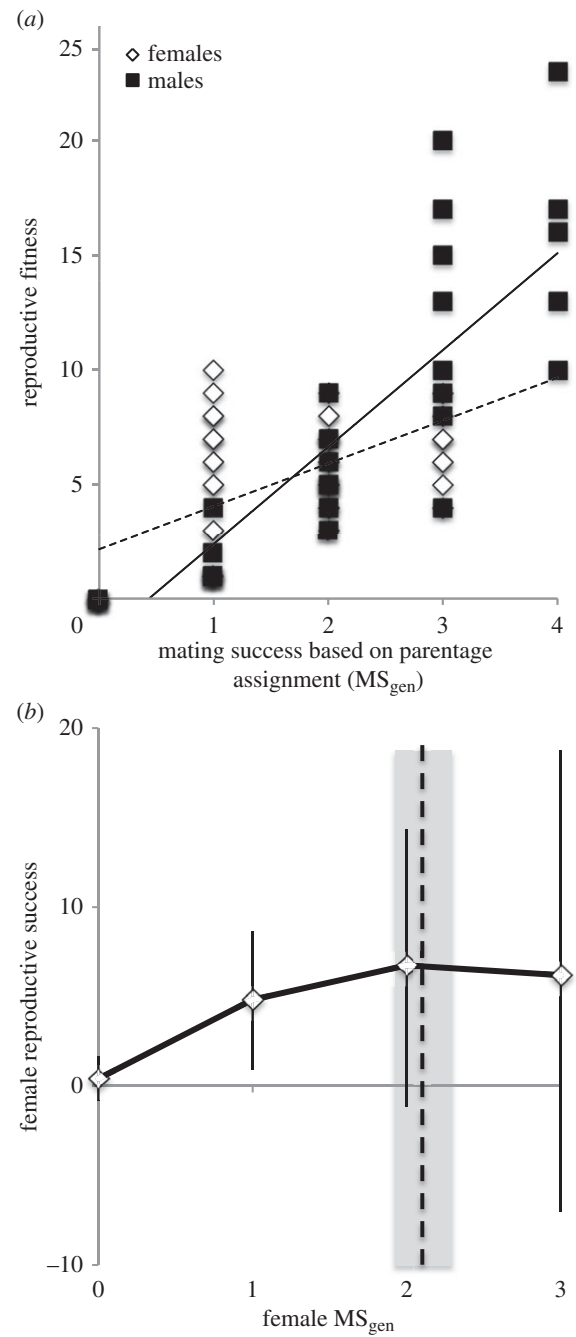 (a)
25
20
15
10
5
0
1
2
3
4
females
males
reproductive fitness
mating success based on parentage
assignment (MSgen)
(b)
20
10
0
−10
0
1
2
3
female reproductive success
female MSgen